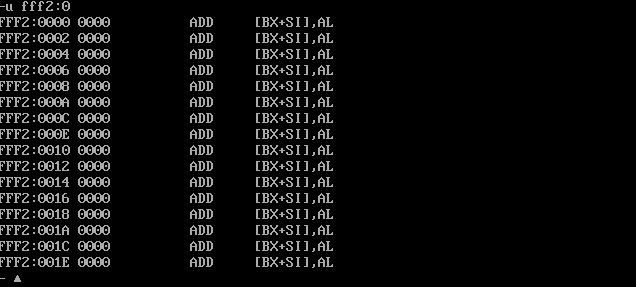 -u fff2:0
FFF2:0000 0000 ADD [BX+SI],AL
FFF2:0002 0000 ADD [BX+SI],AL
FFF2:0004 0000 ADD [BX+SI],AL
FFF2:0006 0000 ADD [BX+SI],AL
FFF2:0008 0000 ADD [BX+SI],AL
FFF2:000A 0000 ADD [BX+SI],AL
FFF2:000C 0000 ADD [BX+SI],AL
FFF2:000E 0000 ADD [BX+SI],AL
FFF2:0010 0000 ADD [BX+SI],AL
FFF2:0012 0000 ADD [BX+SI],AL
FFF2:0014 0000 ADD [BX+SI],AL
FFF2:0016 0000 ADD [BX+SI],AL
FFF2:0018 0000 ADD [BX+SI],AL
FFF2:001A 0000 ADD [BX+SI],AL
FFF2:001C 0000 ADD [BX+SI],AL
FFF2:001E 0000 ADD [BX+SI],AL
- ▲